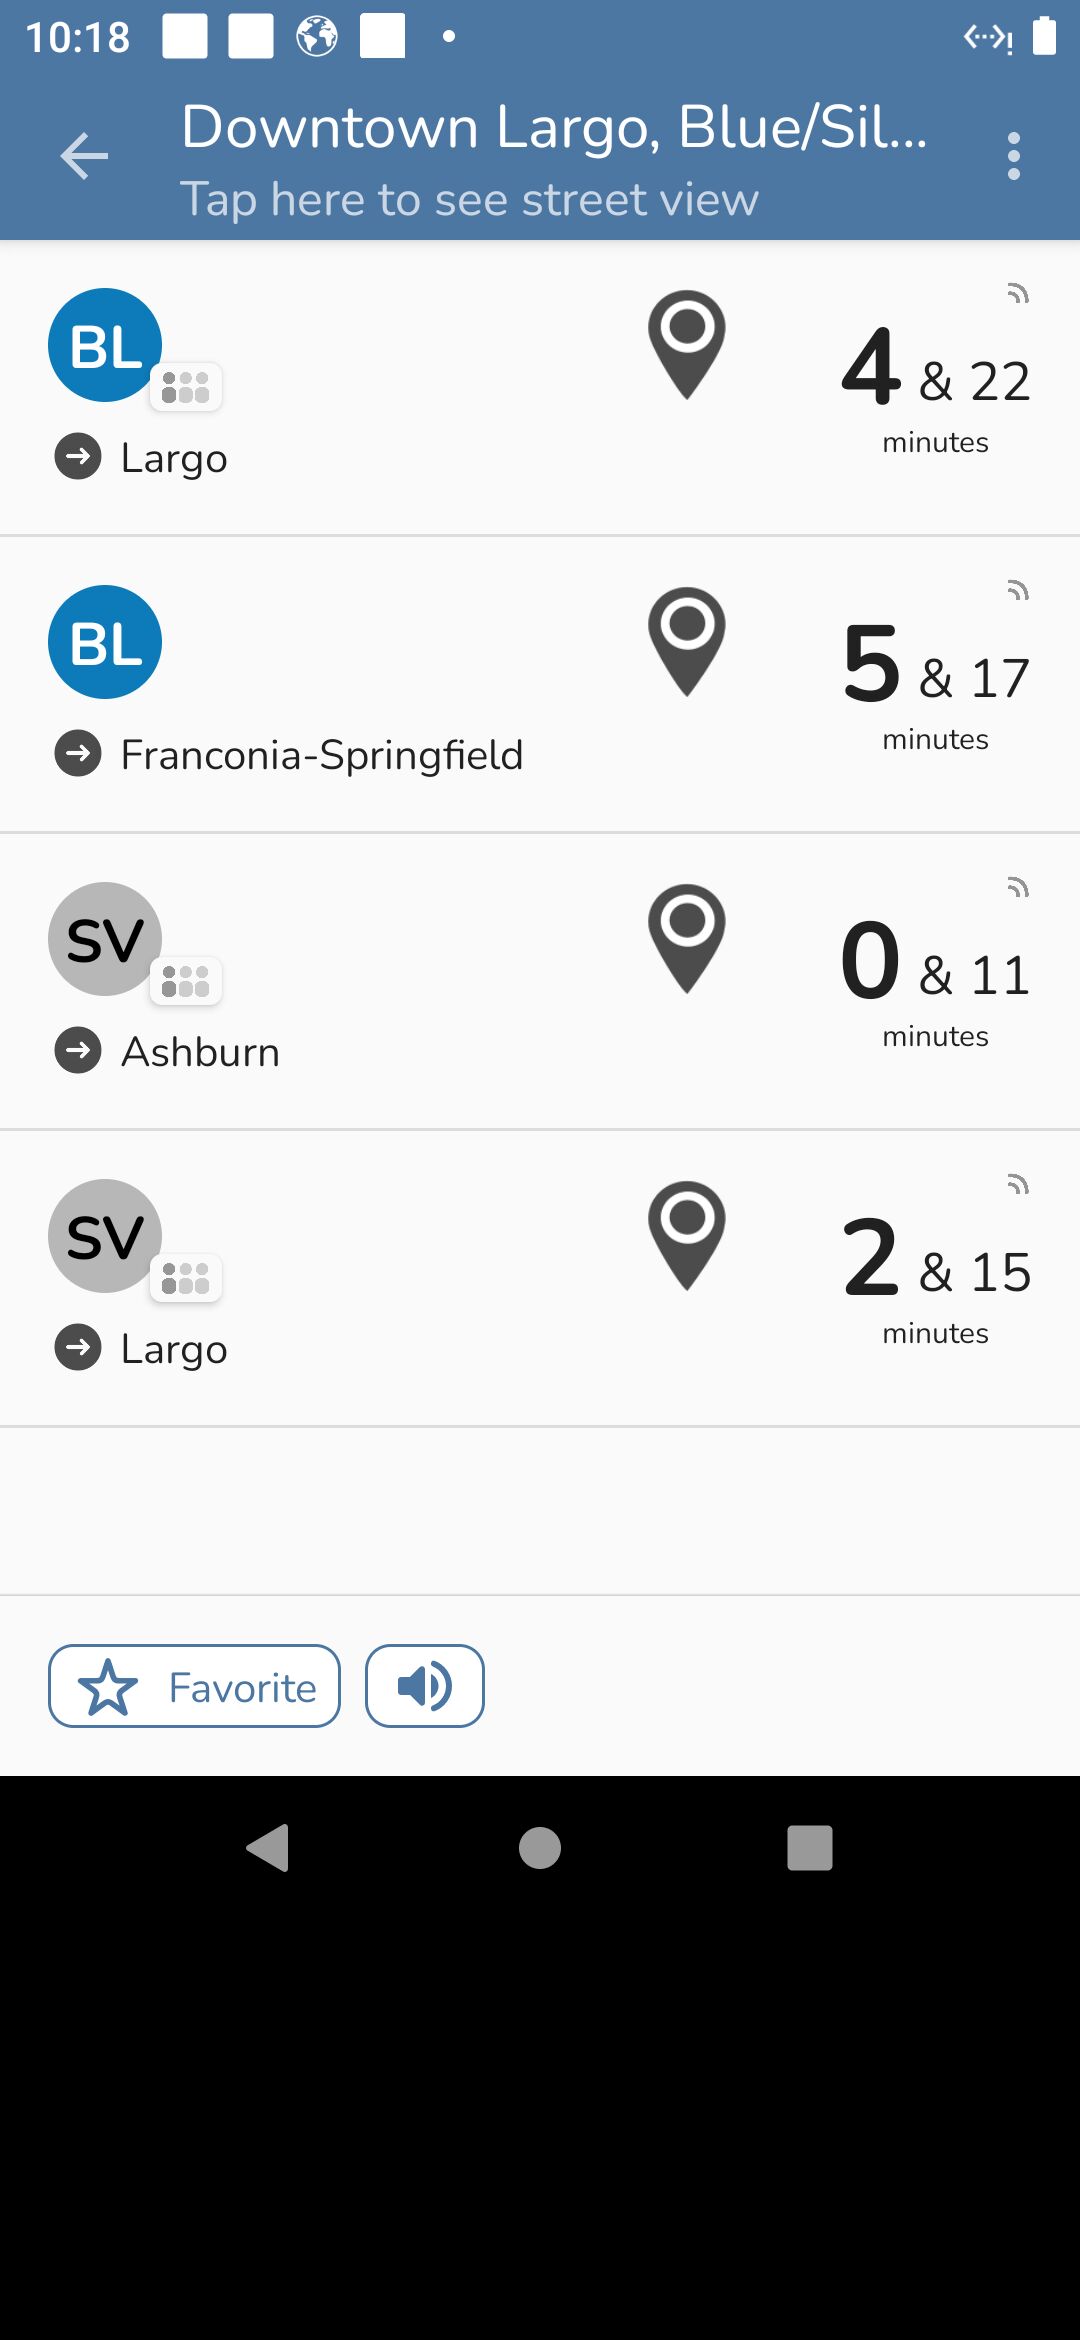 10:18
Downtown Largo, Blue/Sil...
Tap here to see street view
BL
4 & 22
minutes
Largo
BL
5 & 17
minutes
Franconia-Springfield
SV
0 & 11
minutes
Ashburn
SV
2 & 15
minutes
Largo
Favorite